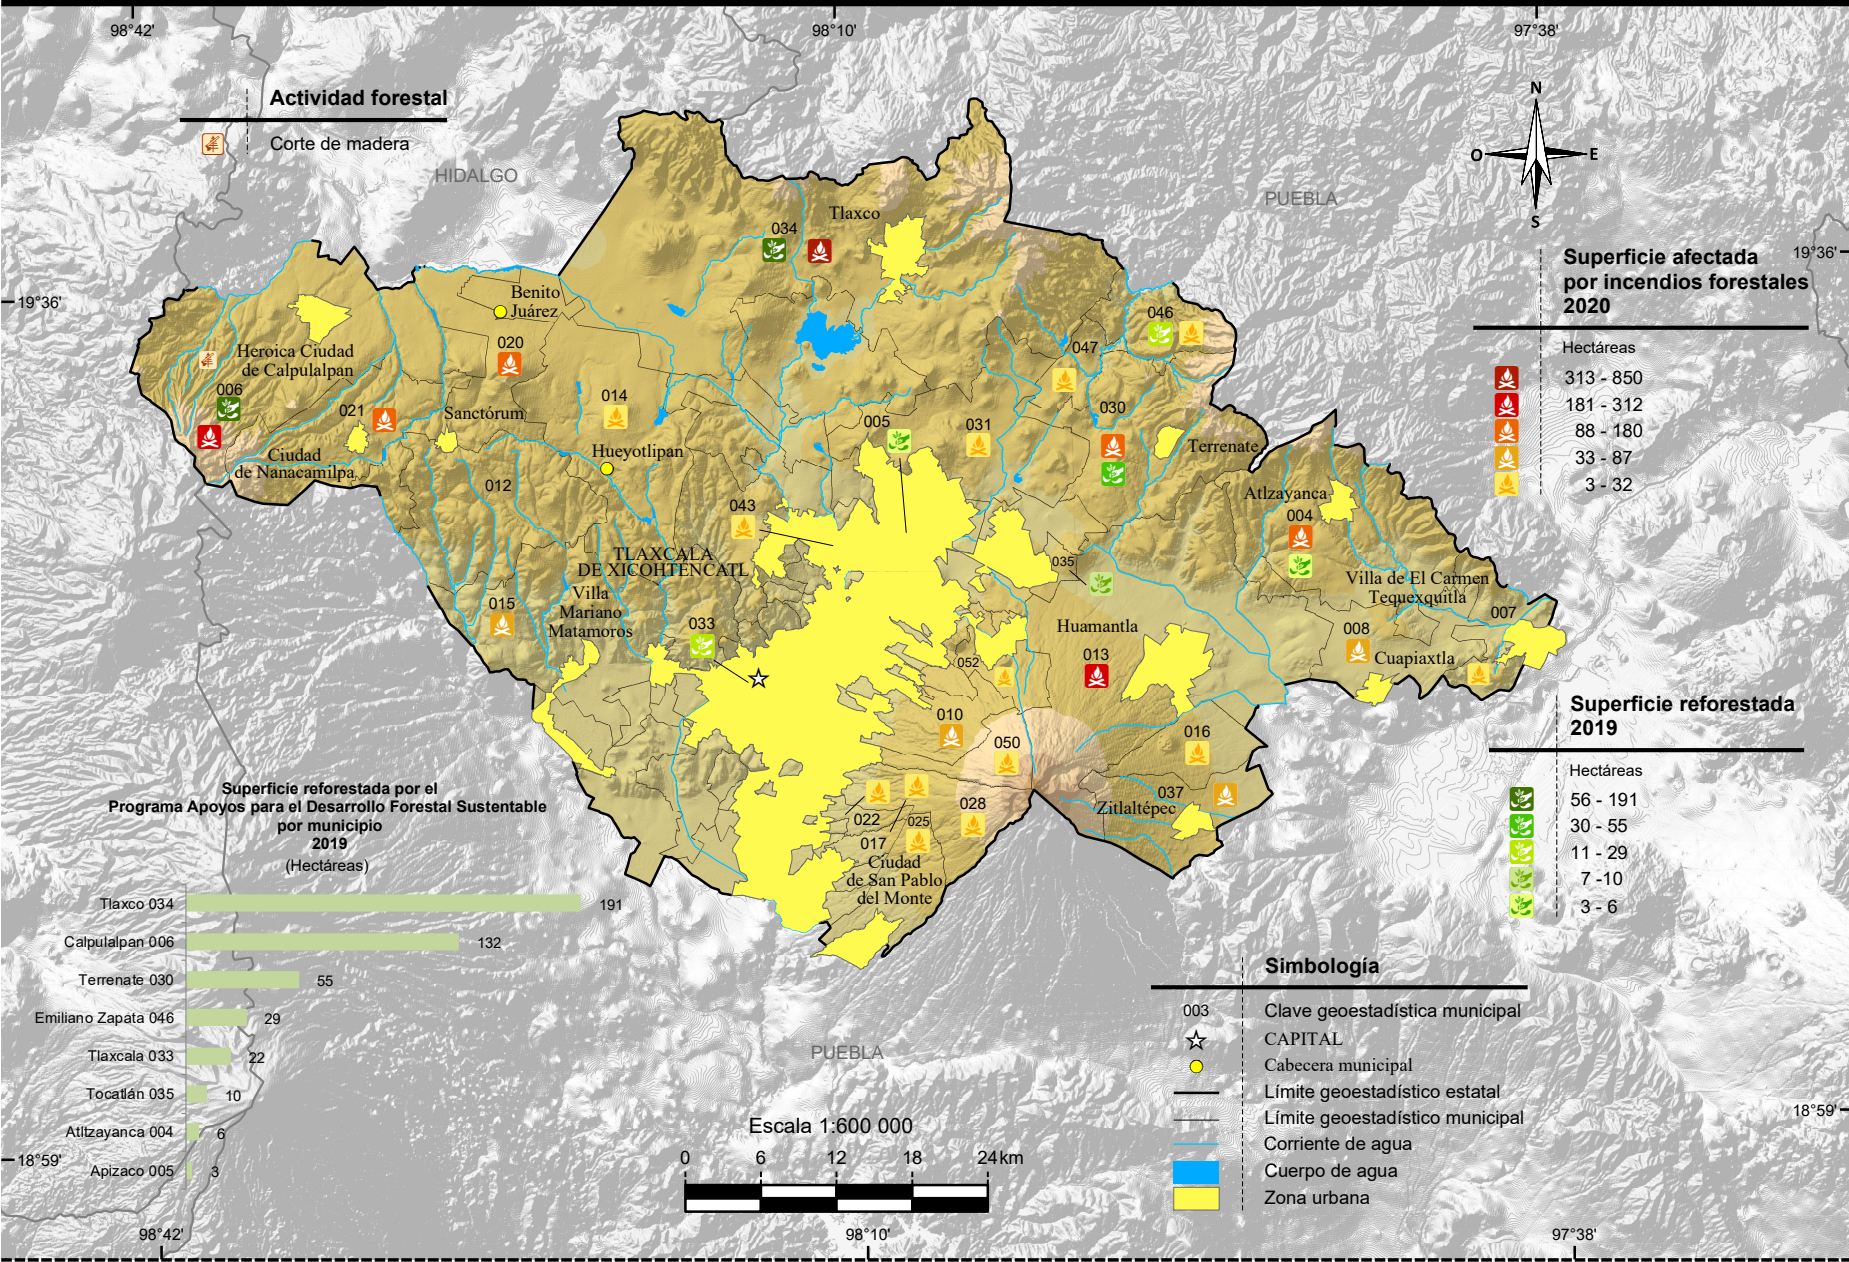 98°42'
98°10'
97°38'
Actividad forestal
Corte de madera
HIDALGO
PUEBLA
N
O
E
S
19°36'
19°36'
Superficie afectada
por incendios forestales
2020
Hectáreas
313 - 850
181 - 312
88 - 180
33 - 87
3 - 32
Tlaxco
034
Benito
Juárez
020
046
047
Heroica Ciudad
de Calpulalpan
006
021
Sanctórum
014
005
031
030
Terrenate
Ciudad
de Nanacamilpa
Hueyotlipan
012
043
Atlzayanca
004
TLAXCALA
DE XICOHTÉNCATL
035
Villa de El Carmen
Tequexquitla
007
015
Villa
Mariano
Matamoros
033
Huamantla
013
052
008
Cuapiaxtla
010
050
016
037
Zitlaltépec
028
022
025
017
Ciudad
de San Pablo
del Monte
Superficie reforestada
2019
Hectáreas
56 - 191
30 - 55
11 - 29
7 -10
3 - 6
Superficie reforestada por el
Programa Apoyos para el Desarrollo Forestal Sustentable
por municipio
2019
(Hectáreas)
Tlaxco 034
191
Calpulalpan 006
132
Terrenate 030
55
Emiliano Zapata 046
29
Tlaxcala 033
22
Tocatlán 035
10
Atltzayanca 004
6
Apizaco 005
3
PUEBLA
Escala 1:600 000
0 6 12 18 24 km
Simbología
003 Clave geoestadística municipal
CAPITAL
Cabecera municipal
Límite geoestadístico estatal
Límite geoestadístico municipal
Corriente de agua
Cuerpo de agua
Zona urbana
18°59'
18°59'
98°42'
98°10'
97°38'